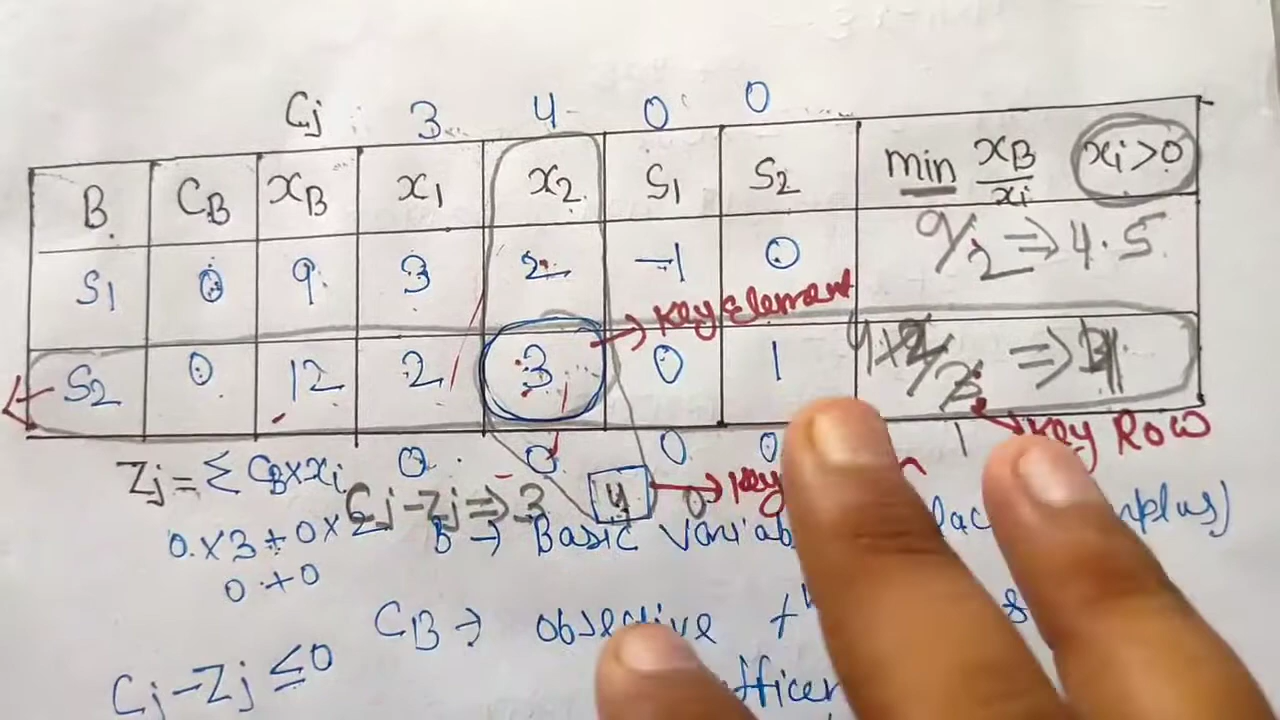 Cj 3 4 0 0
B CB xB x1 x2 S1 S2 min xB/xi xi>0
S1 0 9 3 2 -1 0 9/2 ⇒ 4.5
→ Key Element
S2 0 12 2 3 0 1 ⇒
→ Key Row
Zj = Σ CB×xi 0 0 0 0
Cj-Zj ⇒ 3 4 0 → Key
0×3+0×2 B → Basic
0+0
CB → objective
Cj-Zj ≤0